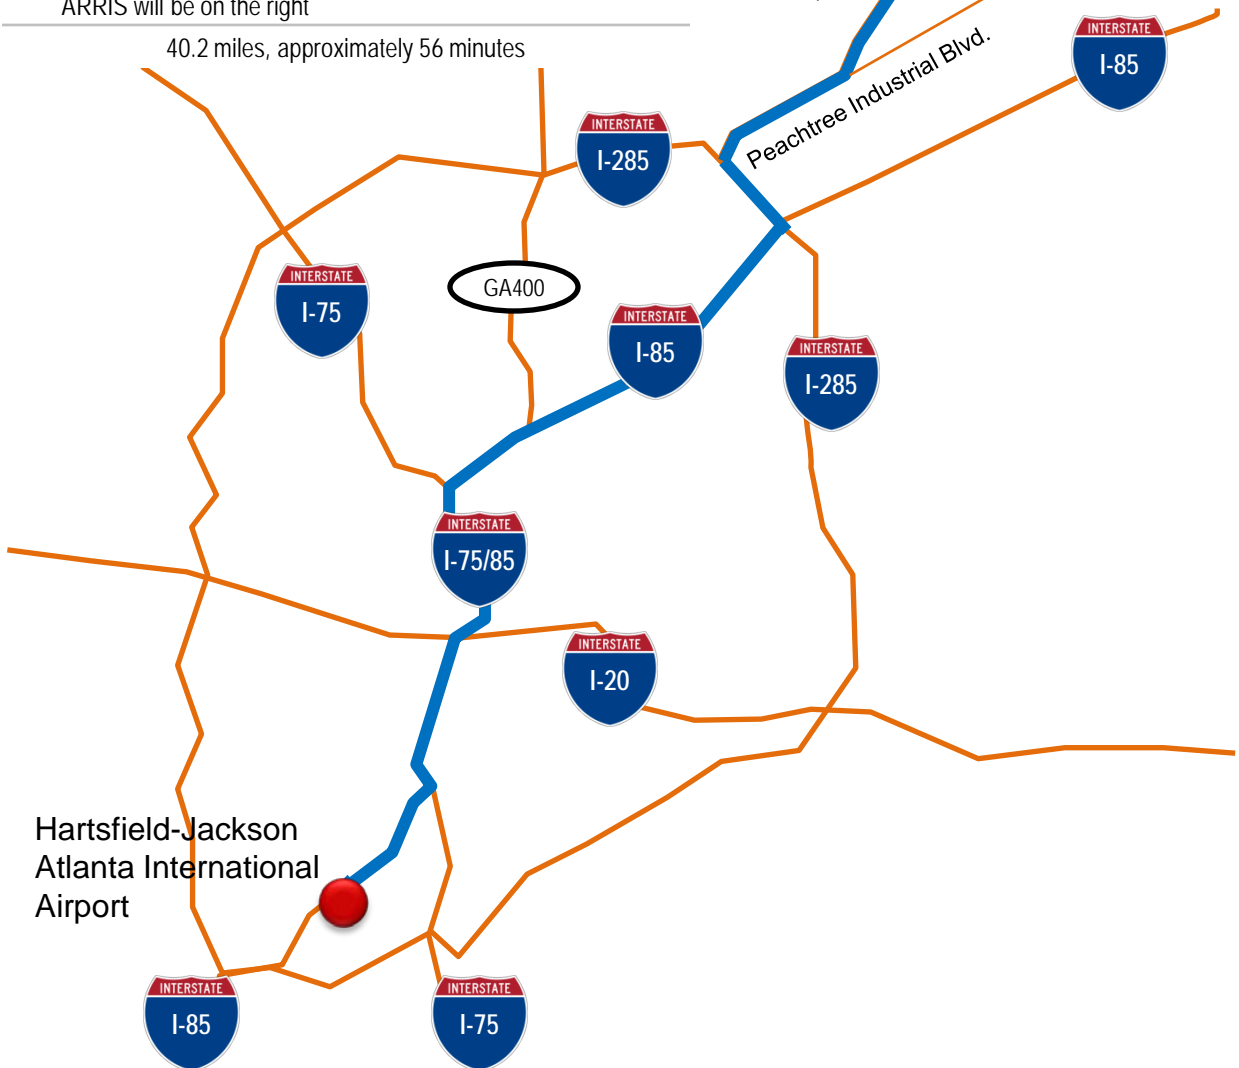 ARRIS will be on the right
40.2 miles, approximately 56 minutes
INTERSTATE
I-85
Peachtree Industrial Blvd.
INTERSTATE
I-285
INTERSTATE
I-75
GA400
INTERSTATE
I-85
INTERSTATE
I-285
INTERSTATE
I-75/85
INTERSTATE
I-20
Hartsfield-Jackson
Atlanta International
Airport
INTERSTATE
I-85
INTERSTATE
I-75